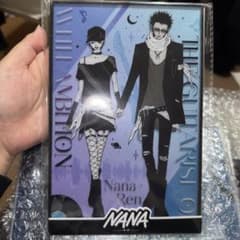 WITH AMBITION
THE GUITARIST O
Nana
Ren
NANA